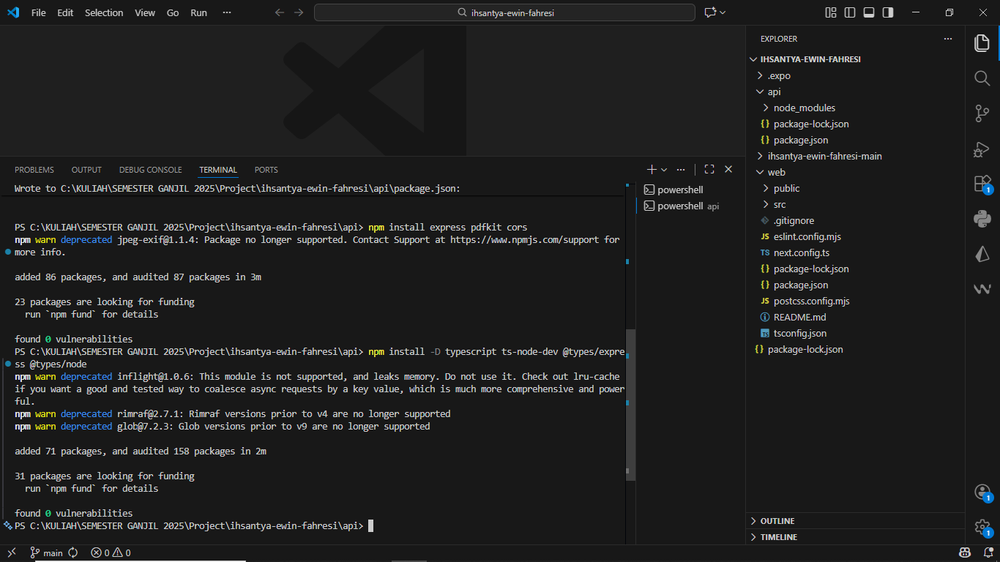 File Edit Selection View Go Run ···
ihsantya-ewin-fahresi
PROBLEMS OUTPUT DEBUG CONSOLE TERMINAL PORTS
Wrote to C:\KULIAH\SEMESTER GANJIL 2025\Project\ihsantya-ewin-fahresi\api\package.json:
PS C:\KULIAH\SEMESTER GANJIL 2025\Project\ihsantya-ewin-fahresi\api> npm install express pdfkit cors
npm warn deprecated jpeg-exif@1.1.4: Package no longer supported. Contact Support at https://www.npmjs.com/support for
more info.
added 86 packages, and audited 87 packages in 3m
23 packages are looking for funding
run `npm fund` for details
found 0 vulnerabilities
PS C:\KULIAH\SEMESTER GANJIL 2025\Project\ihsantya-ewin-fahresi\api> npm install -D typescript ts-node-dev @types/expre
ss @types/node
npm warn deprecated inflight@1.0.6: This module is not supported, and leaks memory. Do not use it. Check out lru-cache
if you want a good and tested way to coalesce async requests by a key value, which is much more comprehensive and power
ful.
npm warn deprecated rimraf@2.7.1: Rimraf versions prior to v4 are no longer supported
npm warn deprecated glob@7.2.3: Glob versions prior to v9 are no longer supported
added 71 packages, and audited 158 packages in 2m
31 packages are looking for funding
run `npm fund` for details
found 0 vulnerabilities
PS C:\KULIAH\SEMESTER GANJIL 2025\Project\ihsantya-ewin-fahresi\api>
powershell
powershell api
EXPLORER
IHSANTYA-EWIN-FAHRESI
.expo
api
node_modules
{} package-lock.json
{} package.json
ihsantya-ewin-fahresi-main
web
public
src
.gitignore
JS eslint.config.mjs
TS next.config.ts
{} package-lock.json
{} package.json
JS postcss.config.mjs
README.md
TS tsconfig.json
{} package-lock.json
OUTLINE
TIMELINE
1
1
1
main 0 0